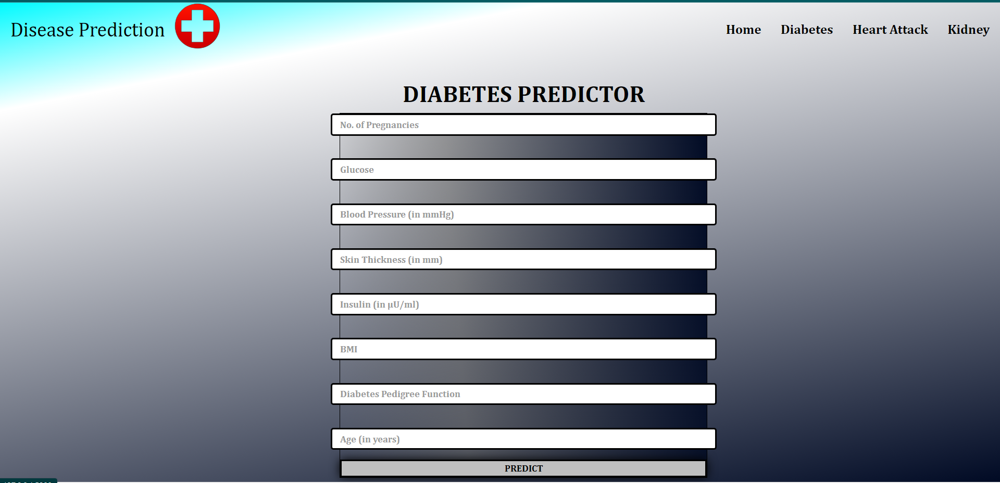 Disease Prediction
Home Diabetes Heart Attack Kidney
DIABETES PREDICTOR
No. of Pregnancies
Glucose
Blood Pressure (in mmHg)
Skin Thickness (in mm)
Insulin (in µU/ml)
BMI
Diabetes Pedigree Function
Age (in years)
PREDICT